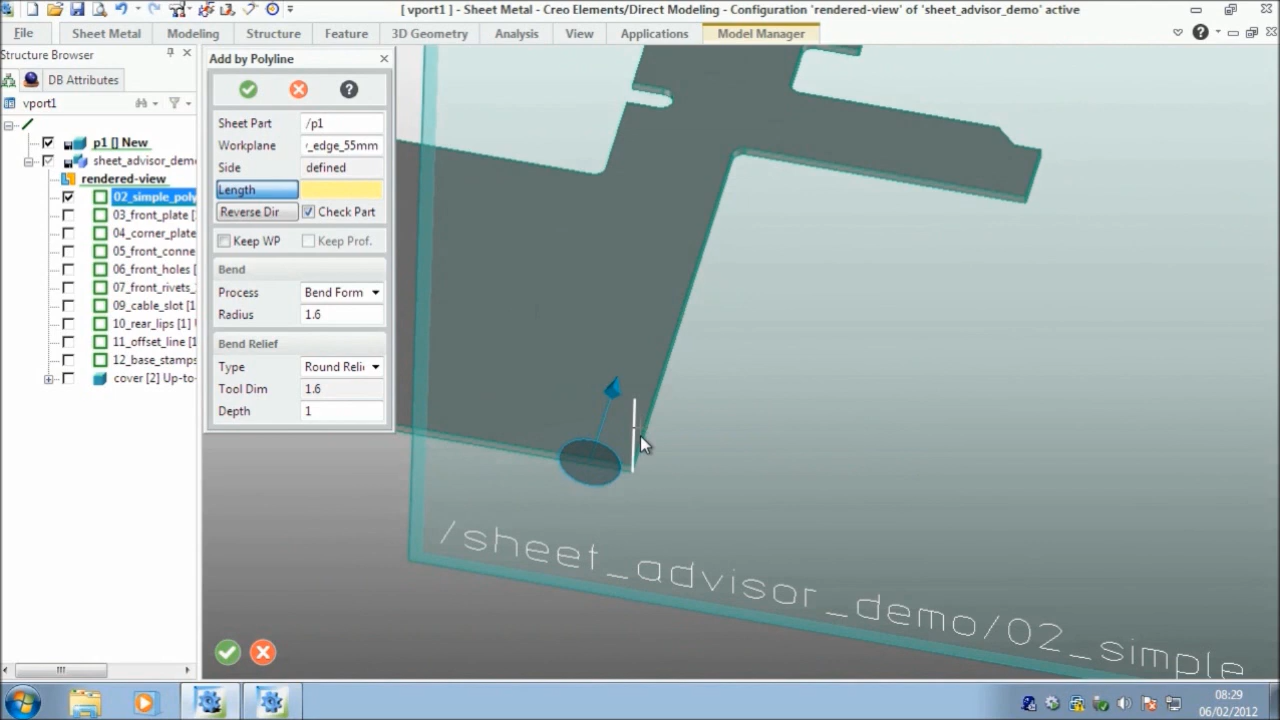 [ vport1 ] - Sheet Metal - Creo Elements/Direct Modeling - Configuration 'rendered-view' of 'sheet_advisor_demo' active
File Sheet Metal Modeling Structure Feature 3D Geometry Analysis View Applications Model Manager
Structure Browser
DB Attributes
vport1
p1 [] New
sheet_advisor_demo
rendered-view
02_simple_poly
03_front_plate [
04_corner_plate
05_front_conne
06_front_holes [
07_front_rivets_
09_cable_slot [1
10_rear_lips [1] U
11_offset_line [1
12_base_stamps
cover [2] Up-to-
Add by Polyline
Sheet Part /p1
Workplane _edge_55mm
Side defined
Length
Reverse Dir Check Part
Keep WP Keep Prof.
Bend
Process Bend Form
Radius 1.6
Bend Relief
Type Round Reli
Tool Dim 1.6
Depth 1
/sheet_advisor_demo/02_simple
08:29
06/02/2012